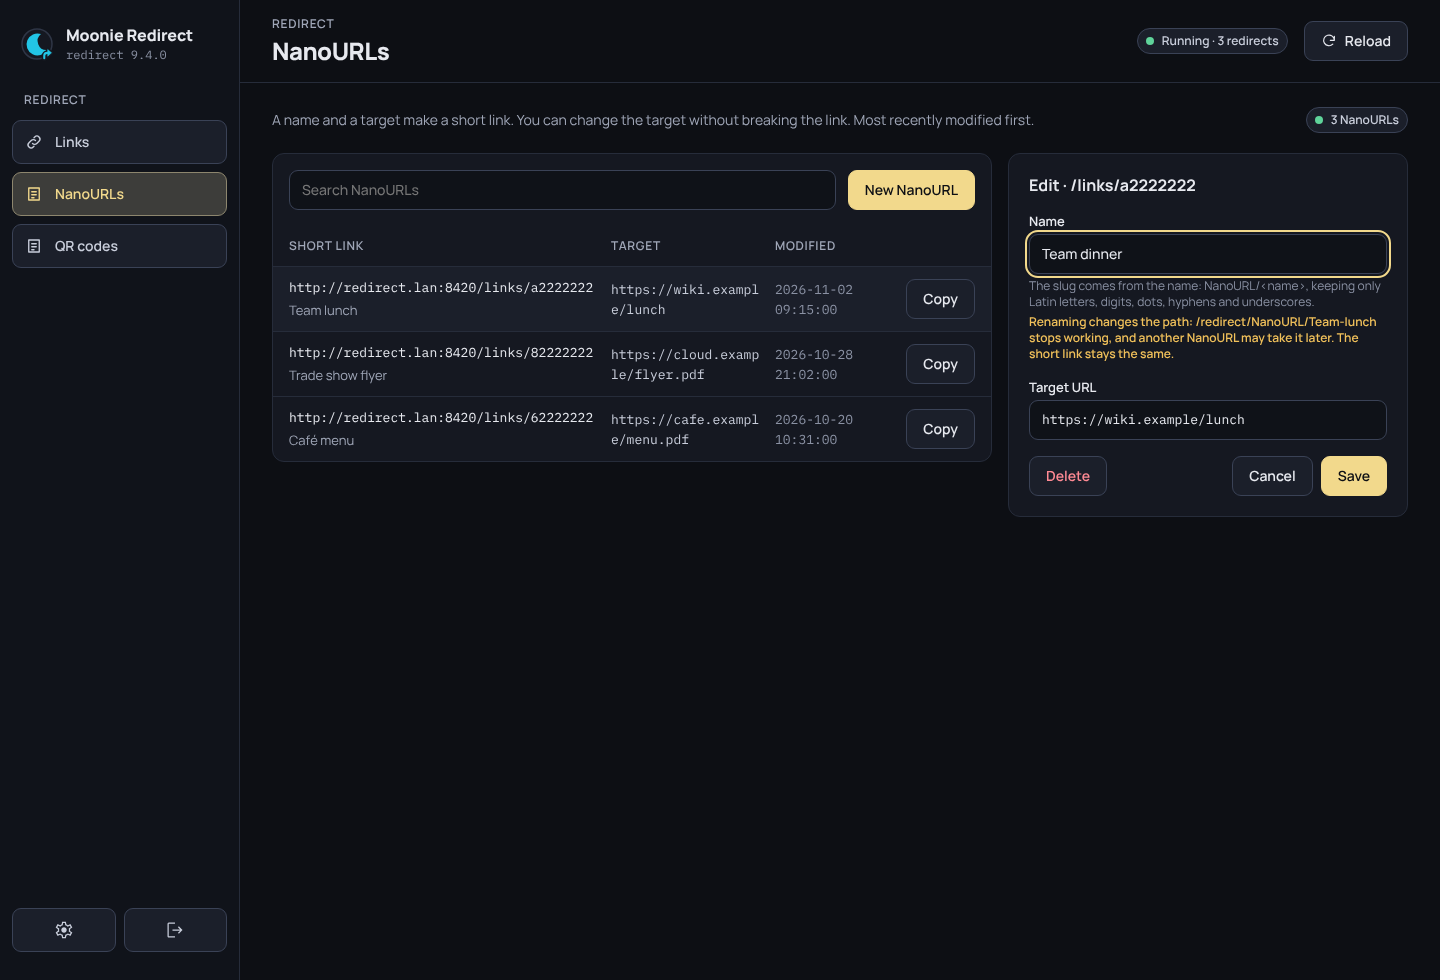 Moonie Redirect
redirect 9.4.0
REDIRECT
Links
NanoURLs
QR codes
REDIRECT
NanoURLs
Running · 3 redirects
Reload
A name and a target make a short link. You can change the target without breaking the link. Most recently modified first.
3 NanoURLs
Search NanoURLs
New NanoURL
SHORT LINK
TARGET
MODIFIED
http://redirect.lan:8420/links/a2222222
Team lunch
https://wiki.exampl
e/lunch
2026-11-02
09:15:00
Copy
http://redirect.lan:8420/links/82222222
Trade show flyer
https://cloud.examp
le/flyer.pdf
2026-10-28
21:02:00
Copy
http://redirect.lan:8420/links/62222222
Café menu
https://cafe.exampl
e/menu.pdf
2026-10-20
10:31:00
Copy
Edit · /links/a2222222
Name
Team dinner
The slug comes from the name: NanoURL/<name>, keeping only
Latin letters, digits, dots, hyphens and underscores.
Renaming changes the path: /redirect/NanoURL/Team-lunch
stops working, and another NanoURL may take it later. The
short link stays the same.
Target URL
https://wiki.example/lunch
Delete
Cancel
Save